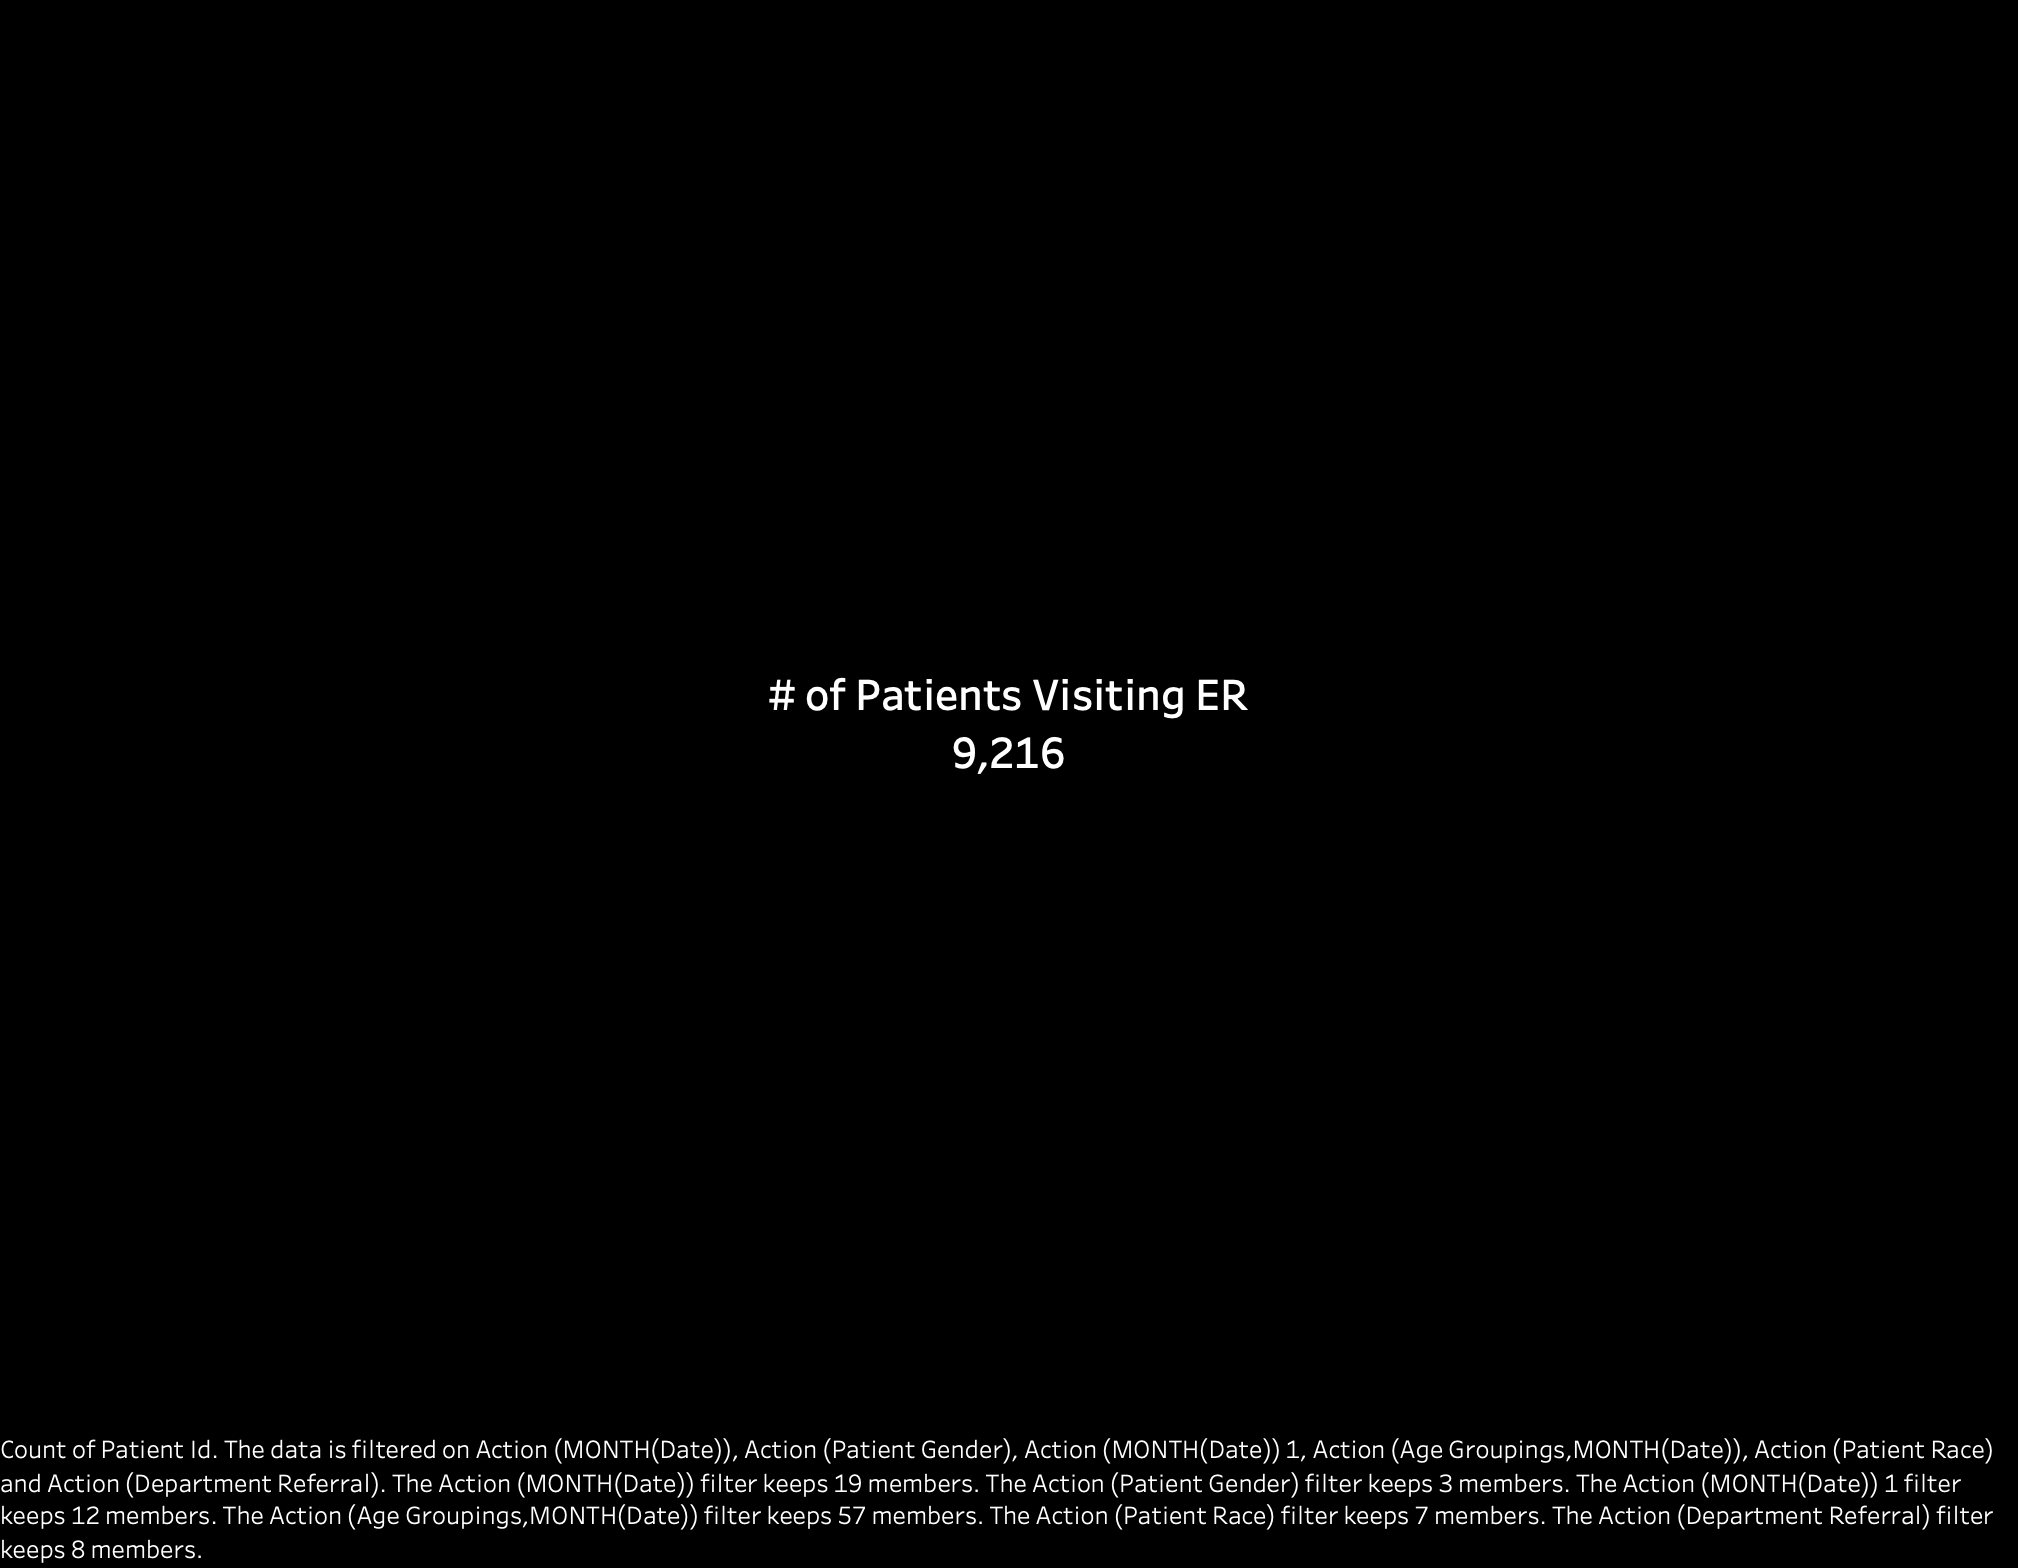 # of Patients Visiting ER
9,216
Count of Patient Id. The data is filtered on Action (MONTH(Date)), Action (Patient Gender), Action (MONTH(Date)) 1, Action (Age Groupings,MONTH(Date)), Action (Patient Race)
and Action (Department Referral). The Action (MONTH(Date)) filter keeps 19 members. The Action (Patient Gender) filter keeps 3 members. The Action (MONTH(Date)) 1 filter
keeps 12 members. The Action (Age Groupings,MONTH(Date)) filter keeps 57 members. The Action (Patient Race) filter keeps 7 members. The Action (Department Referral) filter
keeps 8 members.